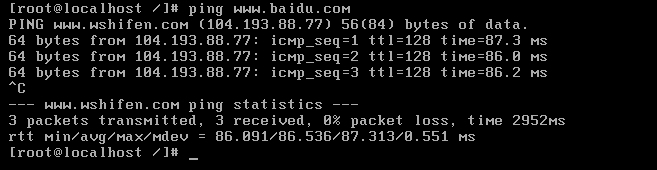 [root@localhost /]# ping www.baidu.com
PING www.wshifen.com (104.193.88.77) 56(84) bytes of data.
64 bytes from 104.193.88.77: icmp_seq=1 ttl=128 time=87.3 ms
64 bytes from 104.193.88.77: icmp_seq=2 ttl=128 time=86.0 ms
64 bytes from 104.193.88.77: icmp_seq=3 ttl=128 time=86.2 ms
^C
--- www.wshifen.com ping statistics ---
3 packets transmitted, 3 received, 0% packet loss, time 2952ms
rtt min/avg/max/mdev = 86.091/86.536/87.313/0.551 ms
[root@localhost /]# _